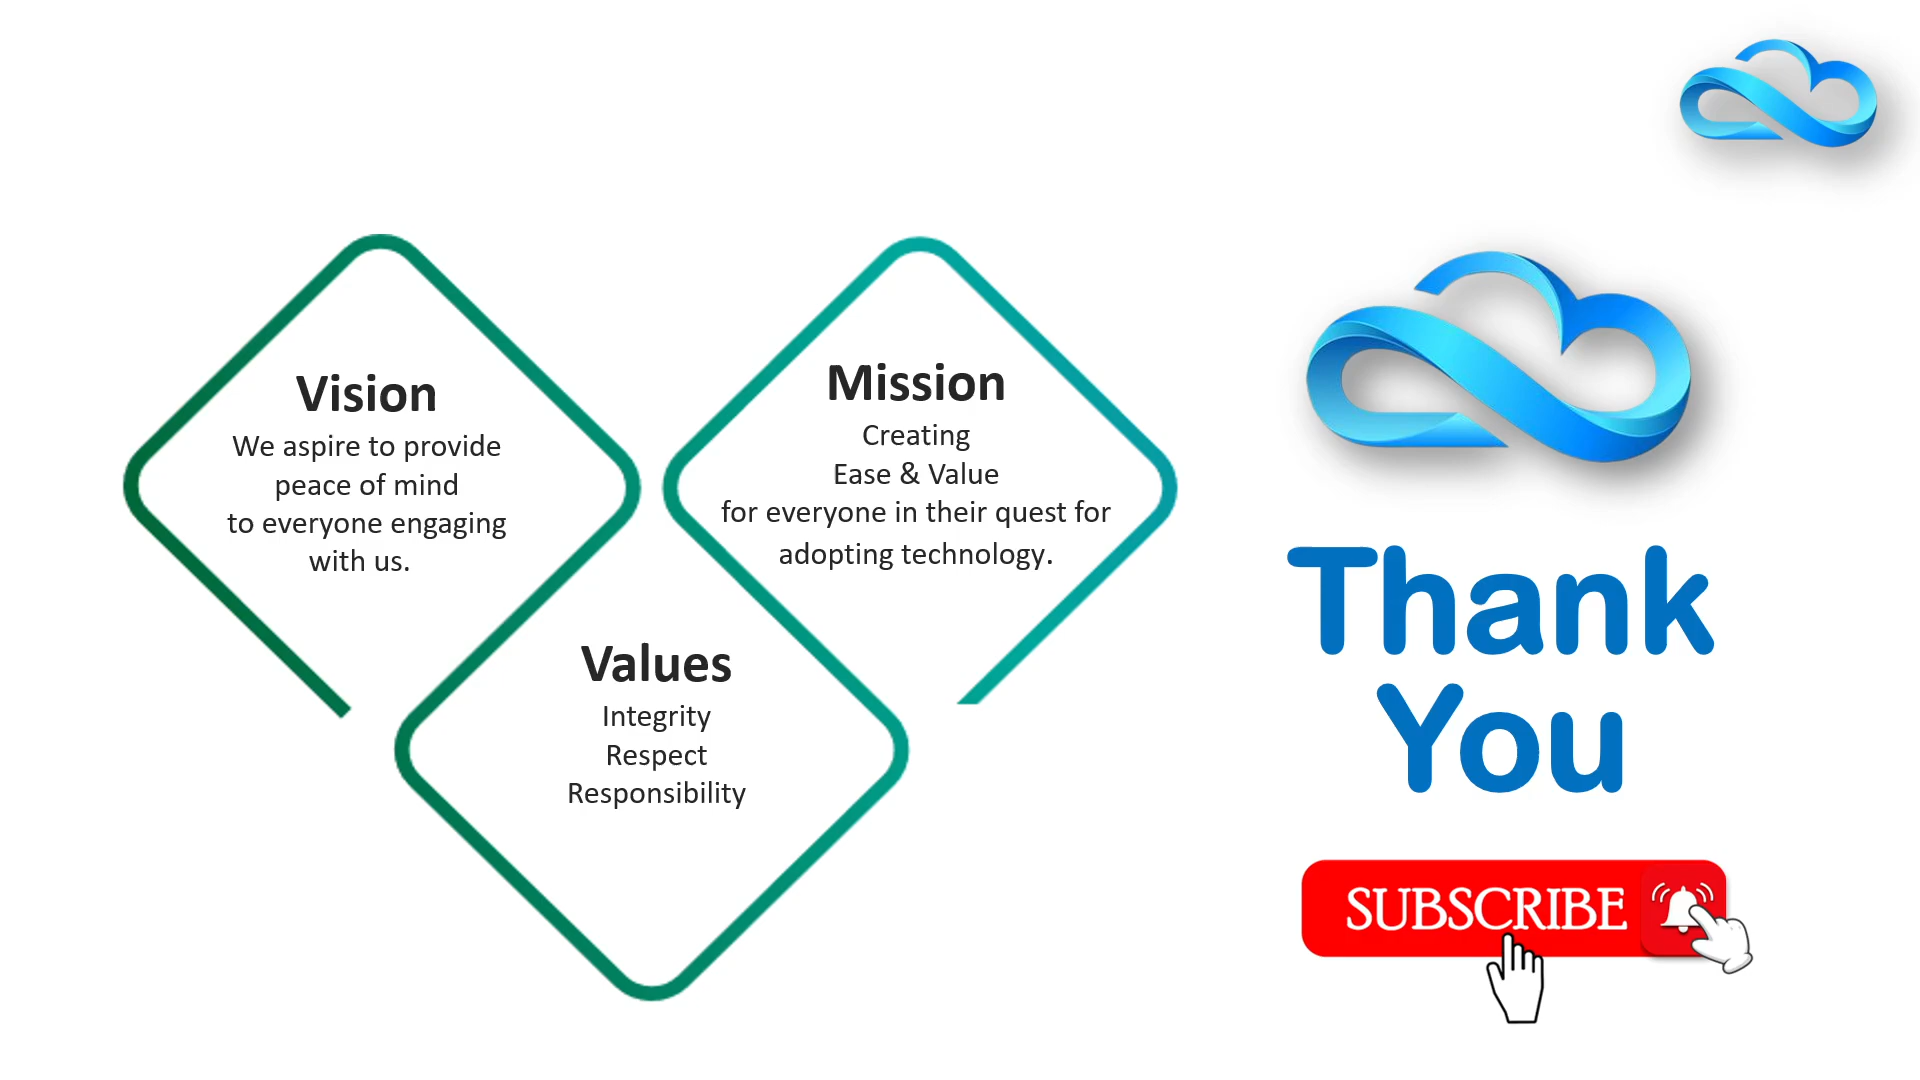 Vision
We aspire to provide
peace of mind
to everyone engaging
with us.
Mission
Creating
Ease & Value
for everyone in their quest for
adopting technology.
Values
Integrity
Respect
Responsibility
Thank
You
SUBSCRIBE